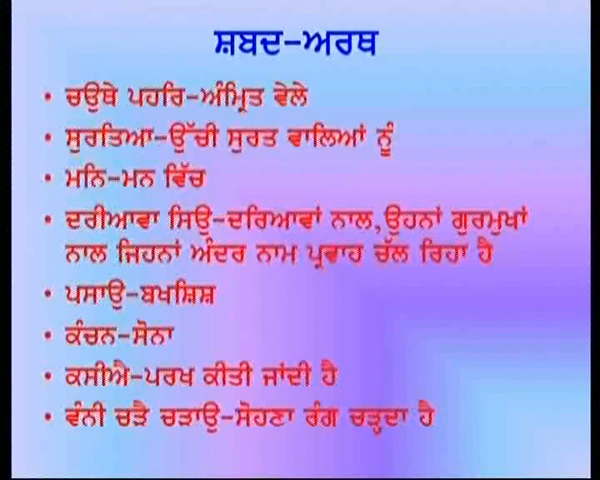 ਸ਼ਬਦ-ਅਰਥ
• ਚਉਥੇ ਪਹਰਿ-ਅੰਮ੍ਰਿਤ ਵੇਲੇ
• ਸੁਰਤਿਆ-ਉੱਚੀ ਸੁਰਤ ਵਾਲਿਆਂ ਨੂੰ
• ਮਨਿ-ਮਨ ਵਿੱਚ
• ਦਰੀਆਵਾ ਸਿਉ-ਦਰਿਆਵਾਂ ਨਾਲ,ਉਹਨਾਂ ਗੁਰਮੁਖਾਂ
ਨਾਲ ਜਿਹਨਾਂ ਅੰਦਰ ਨਾਮ ਪ੍ਰਵਾਹ ਚੱਲ ਰਿਹਾ ਹੈ
• ਪਸਾਉ-ਬਖਸ਼ਿਸ਼
• ਕੰਚਨ-ਸੋਨਾ
• ਕਸੀਐ-ਪਰਖ ਕੀਤੀ ਜਾਂਦੀ ਹੈ
• ਵੰਨੀ ਚੜੈ ਚੜਾਉ-ਸੋਹਣਾ ਰੰਗ ਚੜ੍ਹਦਾ ਹੈ